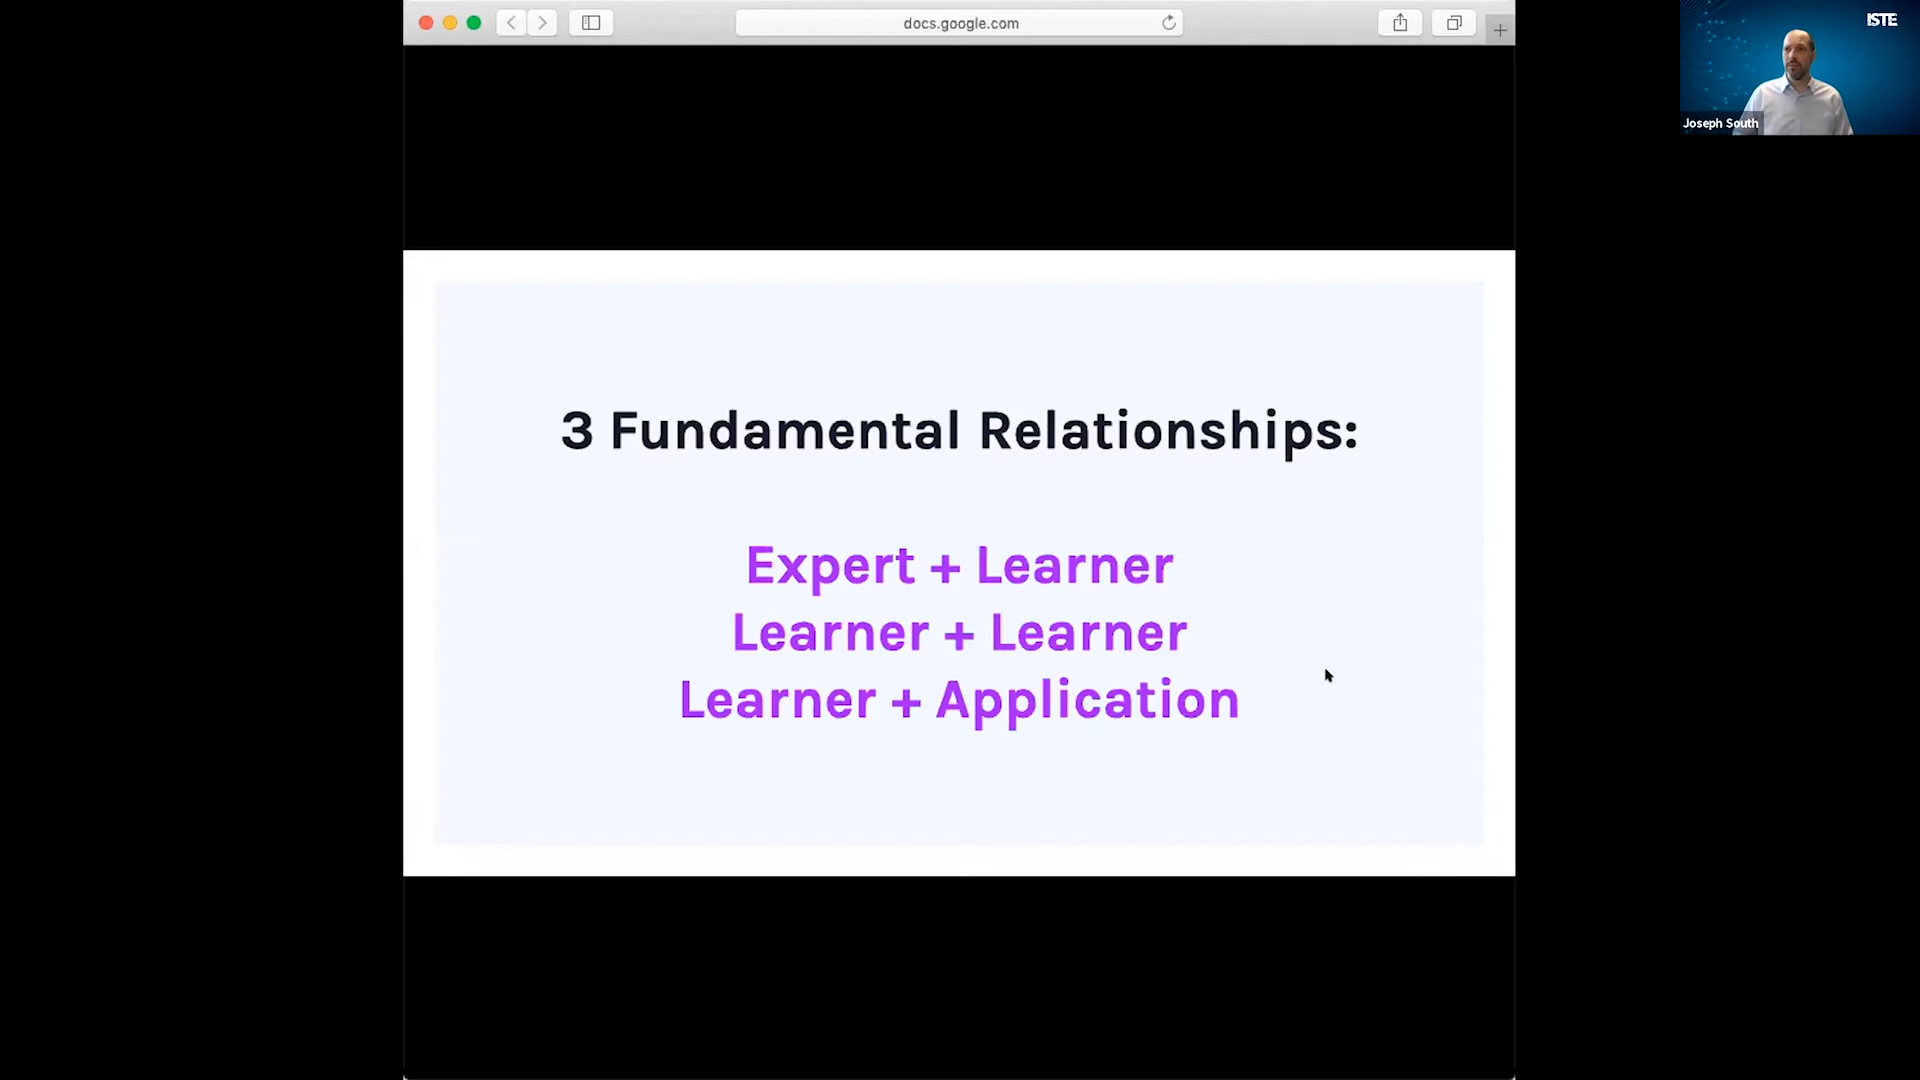 docs.google.com
ISTE
Joseph South
3 Fundamental Relationships:
Expert + Learner
Learner + Learner
Learner + Application